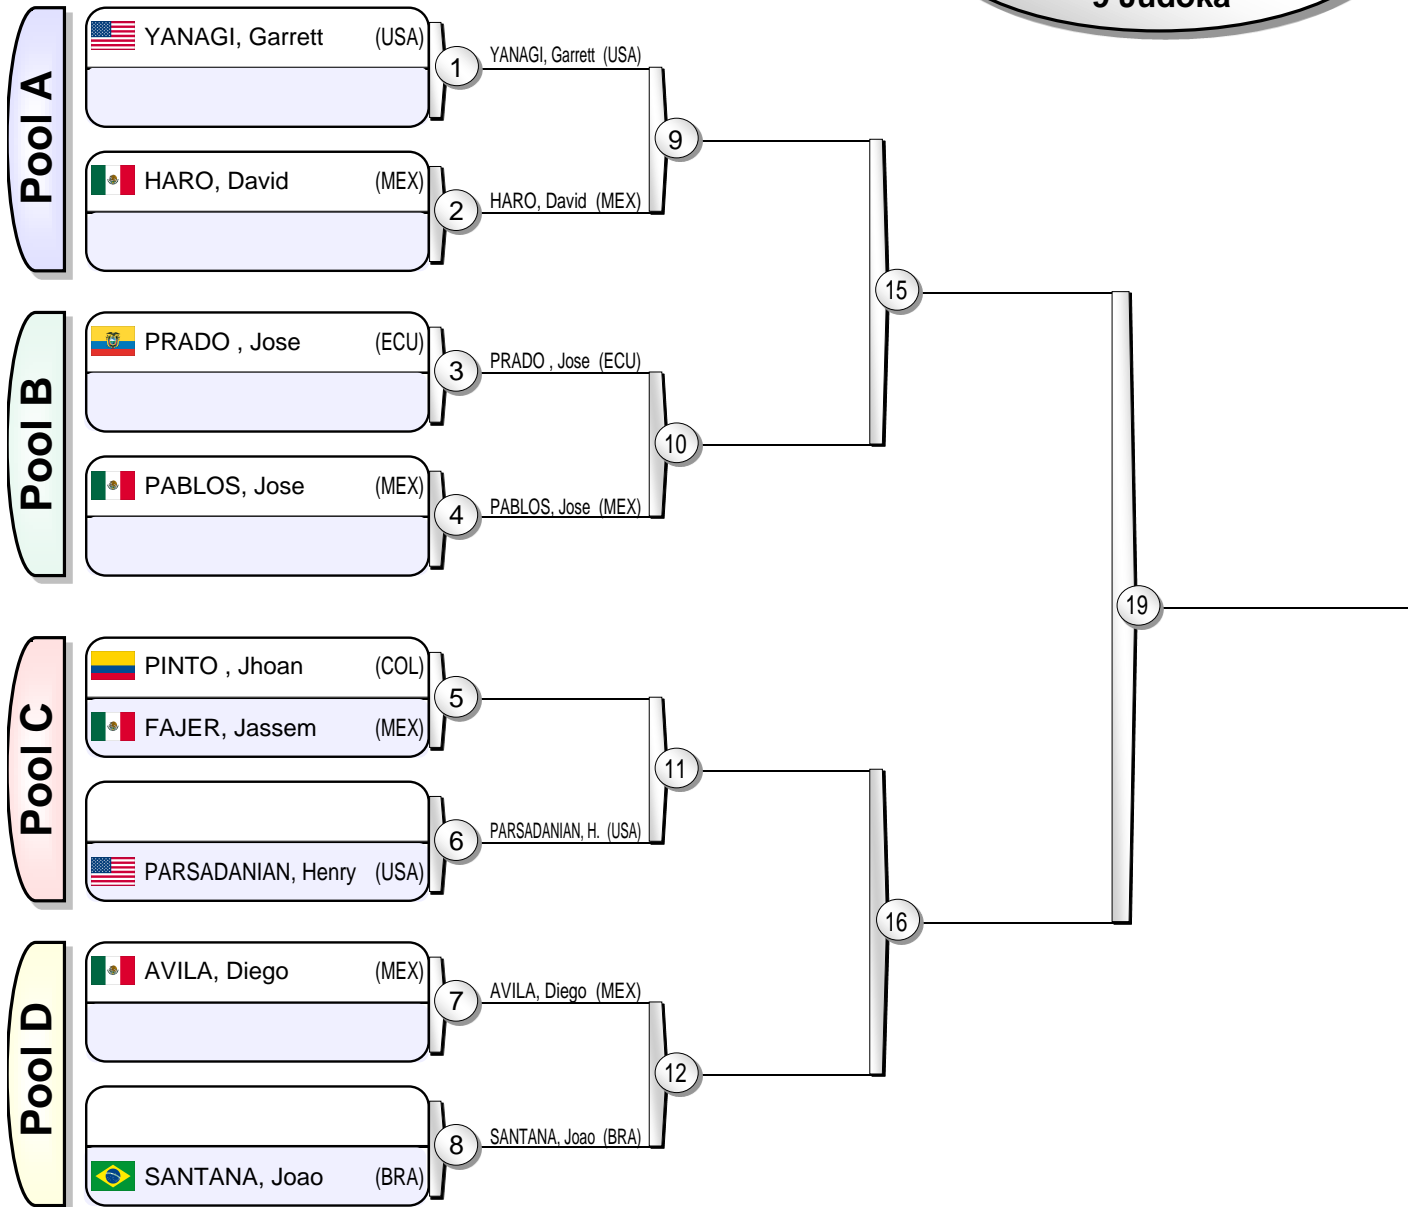 9 Judoka
Pool A
YANAGI, Garrett (USA)
1
YANAGI, Garrett (USA)
9
HARO, David (MEX)
2
HARO, David (MEX)
15
Pool B
PRADO , Jose (ECU)
3
PRADO , Jose (ECU)
10
PABLOS, Jose (MEX)
4
PABLOS, Jose (MEX)
19
Pool C
PINTO , Jhoan (COL)
5
FAJER, Jassem (MEX)
11
6
PARSADANIAN, H. (USA)
PARSADANIAN, Henry (USA)
16
Pool D
AVILA, Diego (MEX)
7
AVILA, Diego (MEX)
12
8
SANTANA, Joao (BRA)
SANTANA, Joao (BRA)